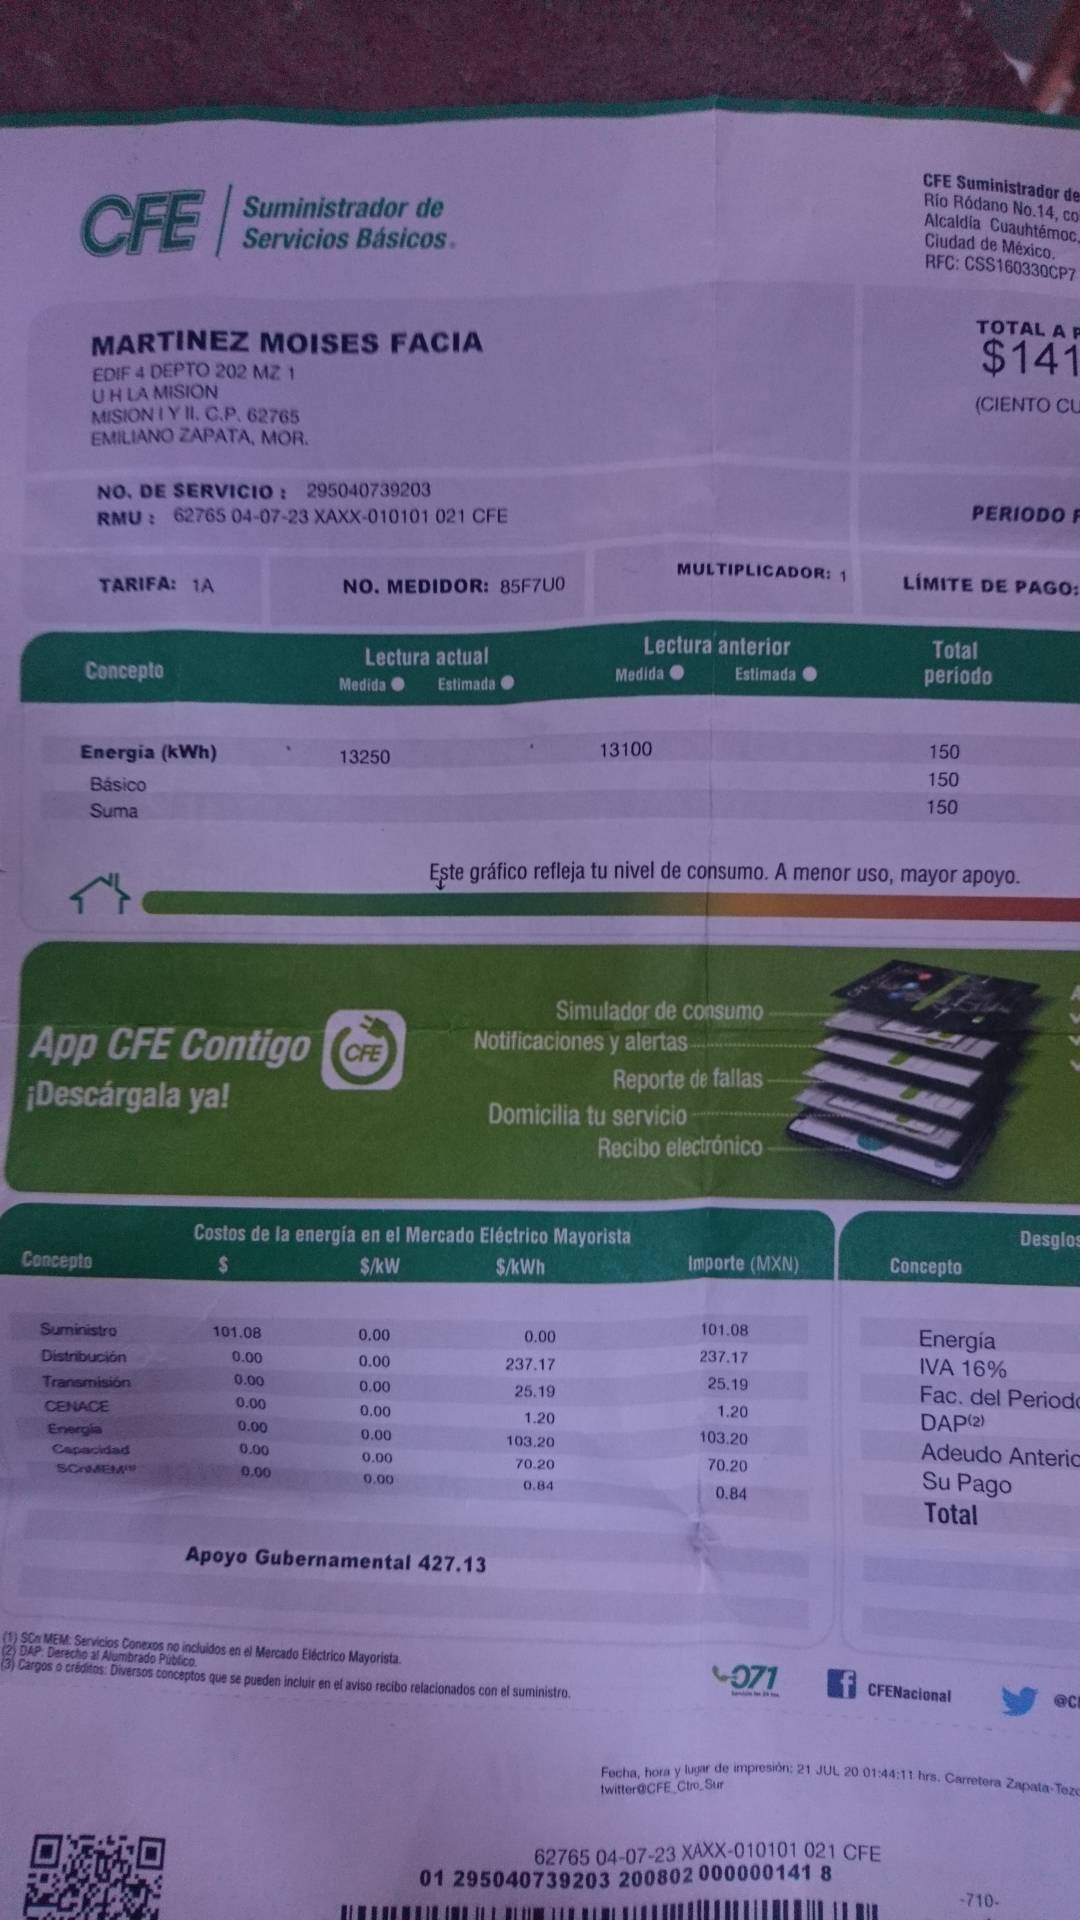 CFE Suministrador de
Servicios Básicos
CFE Suministrador de
Río Ródano No.14, co
Alcaldía Cuauhtémoc,
Ciudad de México.
RFC: CSS160330CP7
MARTINEZ MOISES FACIA
EDIF 4 DEPTO 202 MZ 1
U H LA MISION
MISION I Y II. C.P. 62765
EMILIANO ZAPATA, MOR.
TOTAL A P
$141
(CIENTO CU
NO. DE SERVICIO : 295040739203
RMU : 62765 04-07-23 XAXX-010101 021 CFE
PERIODO F
TARIFA: 1A NO. MEDIDOR: 85F7U0 MULTIPLICADOR: 1 LÍMITE DE PAGO:
Concepto Lectura actual Lectura anterior Total periodo
Medida Estimada Medida Estimada
Energía (kWh) 13250 13100 150
Básico 150
Suma 150
Este gráfico refleja tu nivel de consumo. A menor uso, mayor apoyo.
App CFE Contigo CFE
¡Descárgala ya!
Simulador de consumo
Notificaciones y alertas
Reporte de fallas
Domicilia tu servicio
Recibo electrónico
Costos de la energía en el Mercado Eléctrico Mayorista
Concepto $ $/kW $/kWh Importe (MXN)
Suministro 101.08 0.00 0.00 101.08
Distribución 0.00 0.00 237.17 237.17
Transmisión 0.00 0.00 25.19 25.19
CENACE 0.00 0.00 1.20 1.20
Energía 0.00 0.00 103.20 103.20
Capacidad 0.00 0.00 70.20 70.20
SCnMEM(1) 0.00 0.00 0.84 0.84
Apoyo Gubernamental 427.13
Desglos
Concepto
Energía
IVA 16%
Fac. del Periodo
DAP(2)
Adeudo Anterio
Su Pago
Total
(1) SCn MEM: Servicios Conexos no incluidos en el Mercado Eléctrico Mayorista.
(2) DAP: Derecho al Alumbrado Público.
(3) Cargos o créditos: Diversos conceptos que se pueden incluir en el aviso recibo relacionados con el suministro.
071
CFENacional
@CF
Fecha, hora y lugar de impresión: 21 JUL 20 01:44:11 hrs. Carretera Zapata-Tezo
twitter@CFE_Ctro_Sur
62765 04-07-23 XAXX-010101 021 CFE
01 295040739203 200802 000000141 8
-710-